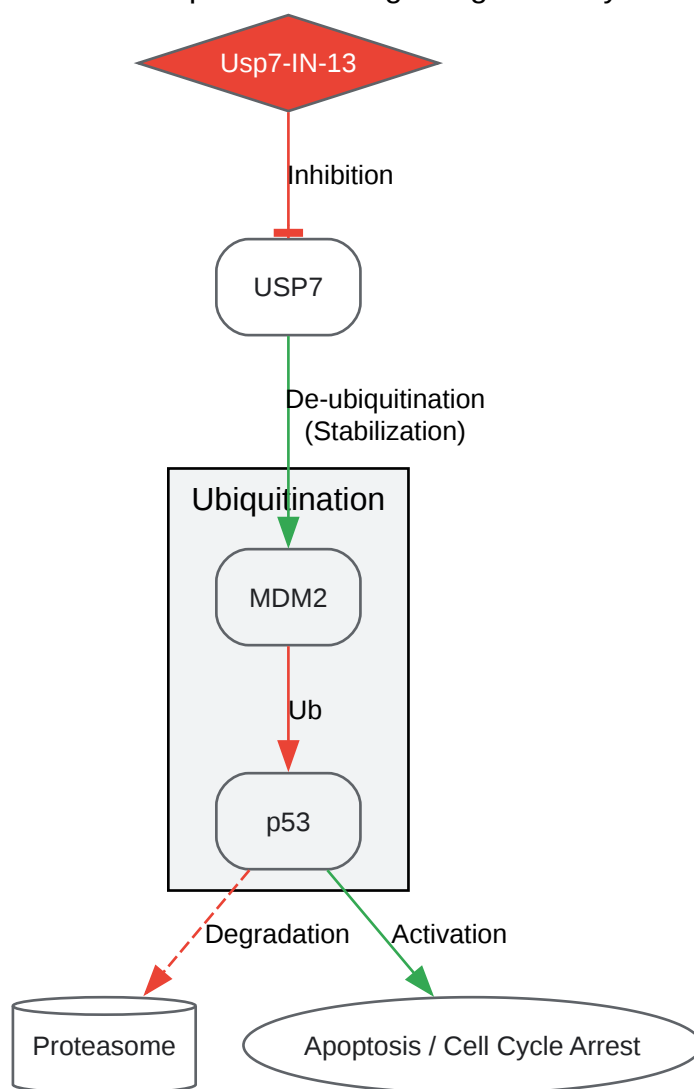 Usp7-IN-13
Inhibition
USP7
De-ubiquitination
(Stabilization)
Ubiquitination
MDM2
Ub
p53
Degradation
Activation
Proteasome
Apoptosis / Cell Cycle Arrest